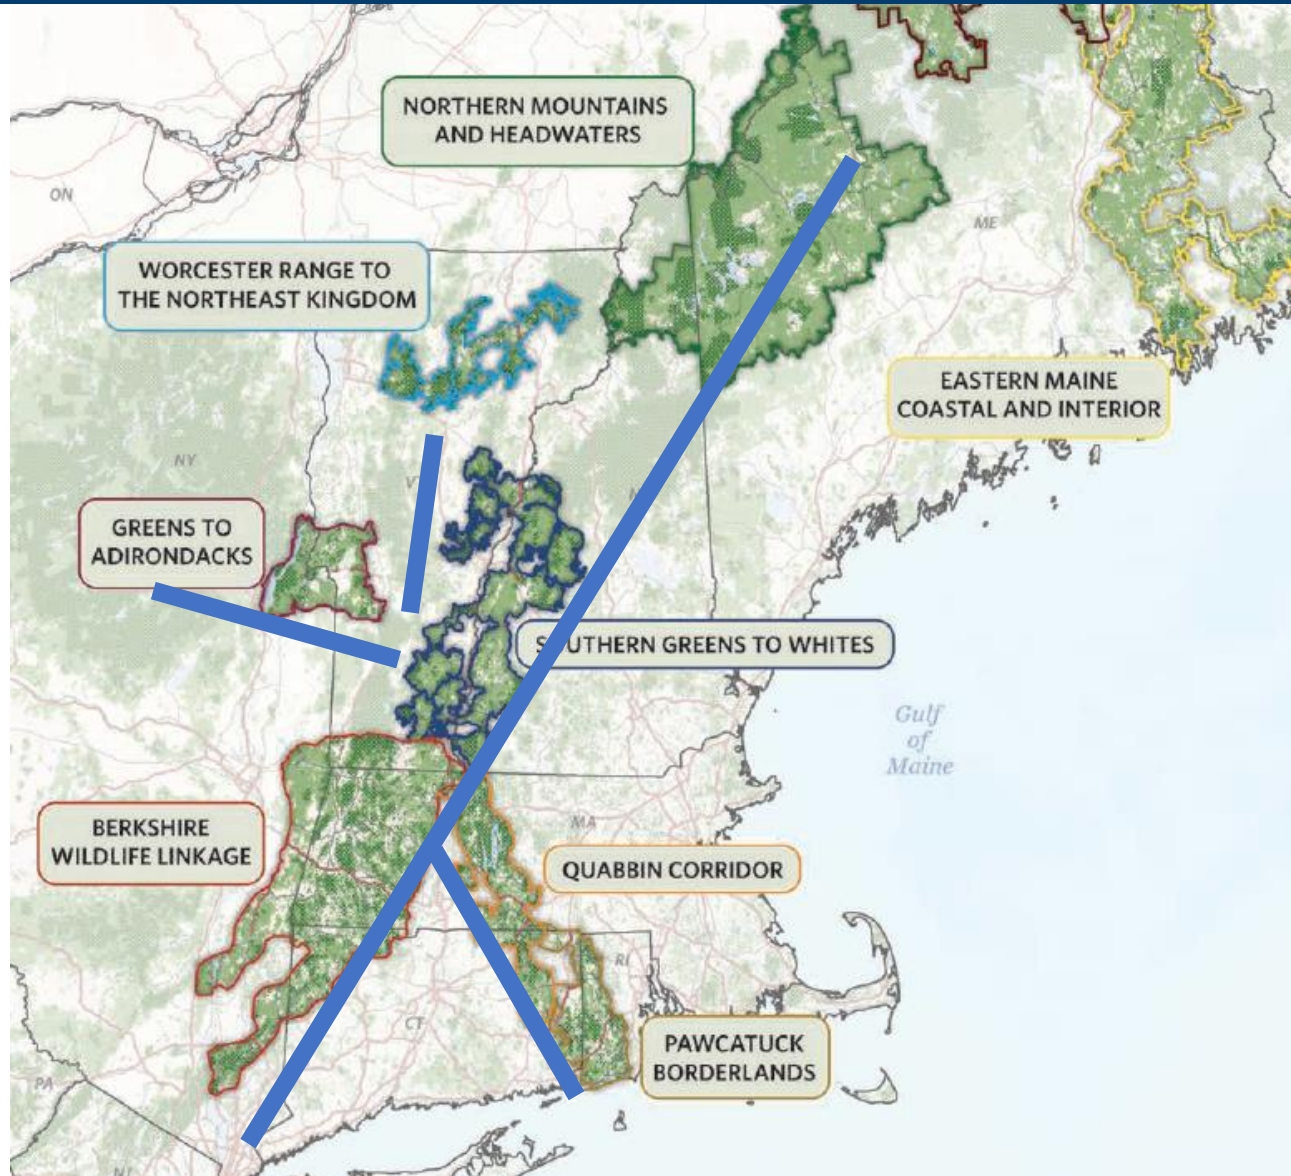 NORTHERN MOUNTAINS
AND HEADWATERS
ON
ME
WORCESTER RANGE TO
THE NORTHEAST KINGDOM
EASTERN MAINE
COASTAL AND INTERIOR
NY
GREENS TO
ADIRONDACKS
SOUTHERN GREENS TO WHITES
Gulf
of
Maine
BERKSHIRE
WILDLIFE LINKAGE
MA
QUABBIN CORRIDOR
RI
CT
PAWCATUCK
BORDERLANDS
PA